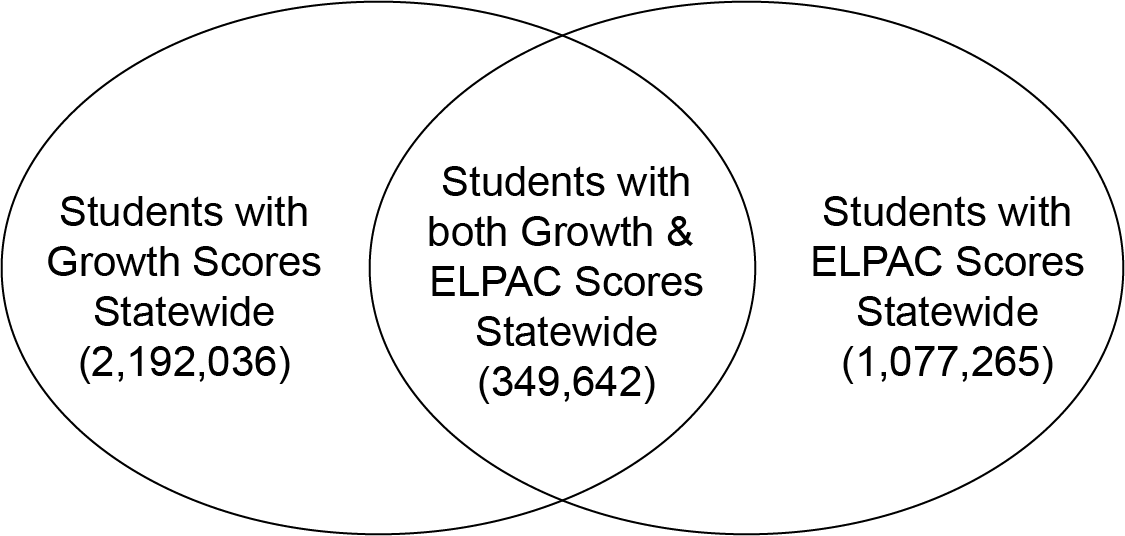 Students with
Growth Scores
Statewide
(2,192,036)
Students with
both Growth &
ELPAC Scores
Statewide
(349,642)
Students with
ELPAC Scores
Statewide
(1,077,265)